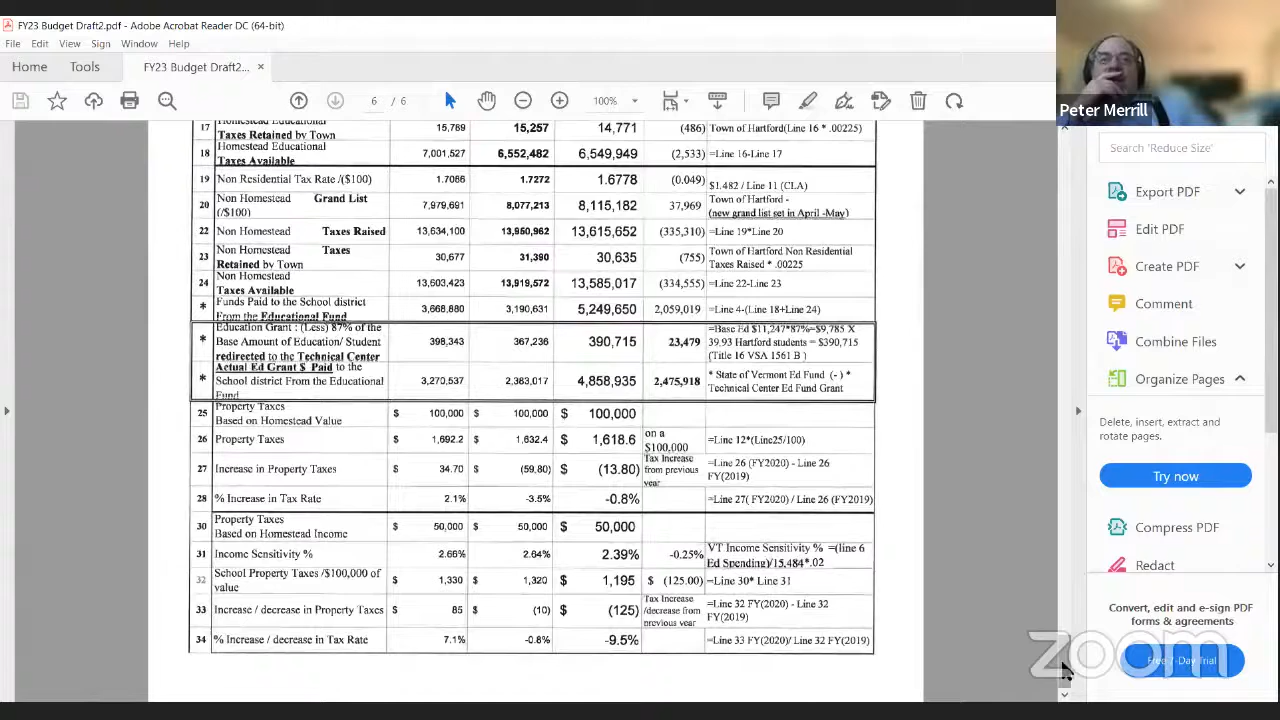 FY23 Budget Draft2.pdf - Adobe Acrobat Reader DC (64-bit)
File Edit View Sign Window Help
Home Tools FY23 Budget Draft2... ×
6 / 6 100%
Peter Merrill
17 Homestead Educational Taxes Retained by Town 15,769 15,257 14,771 (486) Town of Hartford(Line 16 * .00225)
18 Homestead Educational Taxes Available 7,001,527 6,552,482 6,549,949 (2,533) =Line 16-Line 17
19 Non Residential Tax Rate /($100) 1.7086 1.7272 1.6778 (0.049) $1.482 / Line 11 (CLA)
20 Non Homestead Grand List (/$100) 7,979,691 8,077,213 8,115,182 37,969 Town of Hartford - (new grand list set in April -May)
22 Non Homestead Taxes Raised 13,634,100 13,950,962 13,615,652 (335,310) =Line 19*Line 20
23 Non Homestead Taxes Retained by Town 30,677 31,390 30,635 (755) Town of Hartford Non Residential Taxes Raised * .00225
24 Non Homestead Taxes Available 13,603,423 13,919,572 13,585,017 (334,555) =Line 22-Line 23
* Funds Paid to the School district From the Educational Fund 3,668,880 3,190,631 5,249,650 2,059,019 =Line 4-(Line 18+Line 24)
* Education Grant : (Less) 87% of the Base Amount of Education/ Student redirected to the Technical Center 398,343 367,236 390,715 23,479 =Base Ed $11,247*87%=$9,785 X 39.93 Hartford students = $390,715 (Title 16 VSA 1561 B )
* Actual Ed Grant $ Paid to the School district From the Educational Fund 3,270,537 2,383,017 4,858,935 2,475,918 * State of Vermont Ed Fund (-) * Technical Center Ed Fund Grant
25 Property Taxes Based on Homestead Value $ 100,000 $ 100,000 $ 100,000
26 Property Taxes $ 1,692.2 $ 1,632.4 $ 1,618.6 on a $100,000 =Line 12*(Line25/100)
27 Increase in Property Taxes $ 34.70 $ (59.80) $ (13.80) Tax Increase from previous year =Line 26 (FY2020) - Line 26 FY(2019)
28 % Increase in Tax Rate 2.1% -3.5% -0.8% =Line 27( FY2020) / Line 26 (FY2019)
30 Property Taxes Based on Homestead Income $ 50,000 $ 50,000 $ 50,000
31 Income Sensitivity % 2.66% 2.64% 2.39% -0.25% VT Income Sensitivity % =(line 6 Ed Spending)/15,484*.02
32 School Property Taxes /$100,000 of value $ 1,330 $ 1,320 $ 1,195 $ (125.00) =Line 30* Line 31
33 Increase / decrease in Property Taxes $ 85 $ (10) $ (125) Tax Increase /decrease from previous year =Line 32 FY(2020) - Line 32 FY(2019)
34 % Increase / decrease in Tax Rate 7.1% -0.8% -9.5% =Line 33 FY(2020)/ Line 32 FY(2019)
Search 'Reduce Size'
Export PDF
Edit PDF
Create PDF
Comment
Combine Files
Organize Pages
Delete, insert, extract and
rotate pages.
Try now
Compress PDF
Redact
Convert, edit and e-sign PDF
forms & agreements
Free 7-Day Trial
zoom